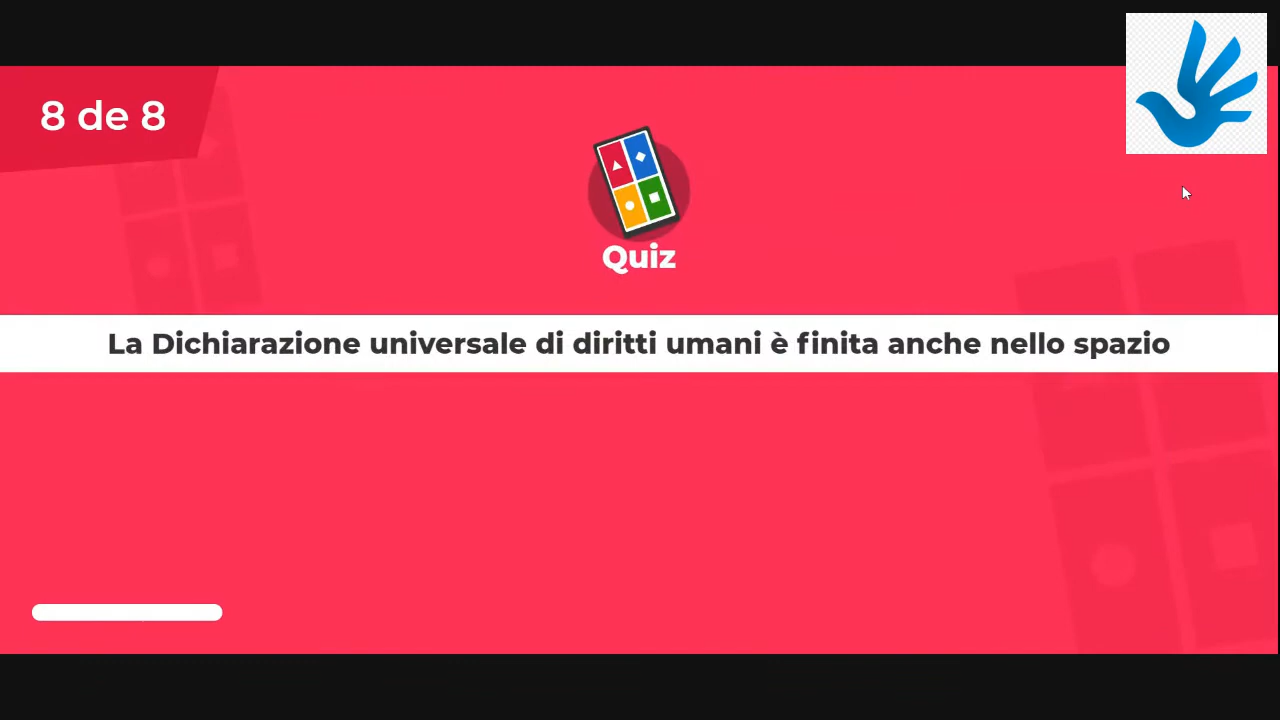 8 de 8
Quiz
La Dichiarazione universale di diritti umani è finita anche nello spazio